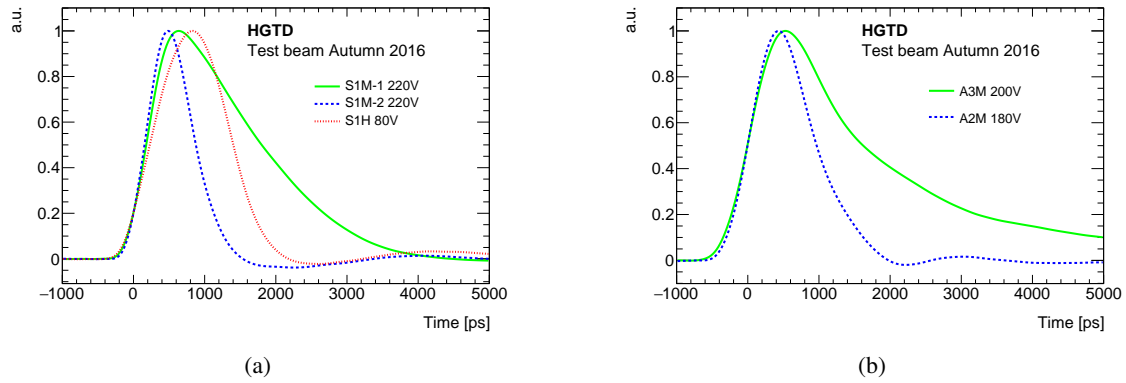 a.u.
1
0.8
0.6
0.4
0.2
0
−1000 0 1000 2000 3000 4000 5000
Time [ps]
HGTD
Test beam Autumn 2016
S1M-1 220V
S1M-2 220V
S1H 80V
(a)
a.u.
1
0.8
0.6
0.4
0.2
0
−1000 0 1000 2000 3000 4000 5000
Time [ps]
HGTD
Test beam Autumn 2016
A3M 200V
A2M 180V
(b)